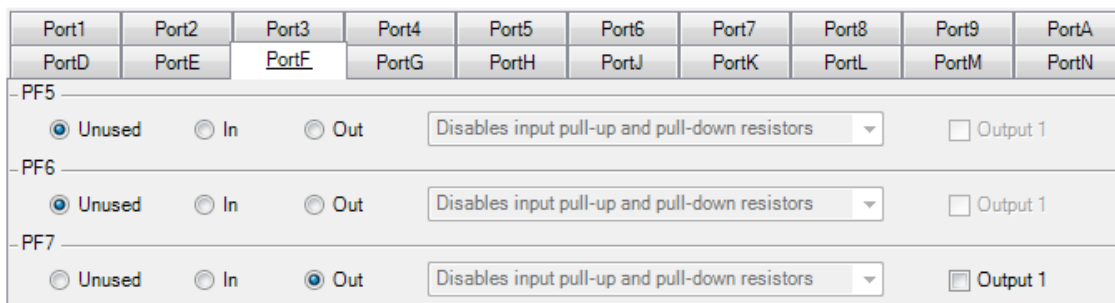 Port1 Port2 Port3 Port4 Port5 Port6 Port7 Port8 Port9 PortA
PortD PortE PortF PortG PortH PortJ PortK PortL PortM PortN
PF5
Unused In Out Disables input pull-up and pull-down resistors Output 1
PF6
Unused In Out Disables input pull-up and pull-down resistors Output 1
PF7
Unused In Out Disables input pull-up and pull-down resistors Output 1